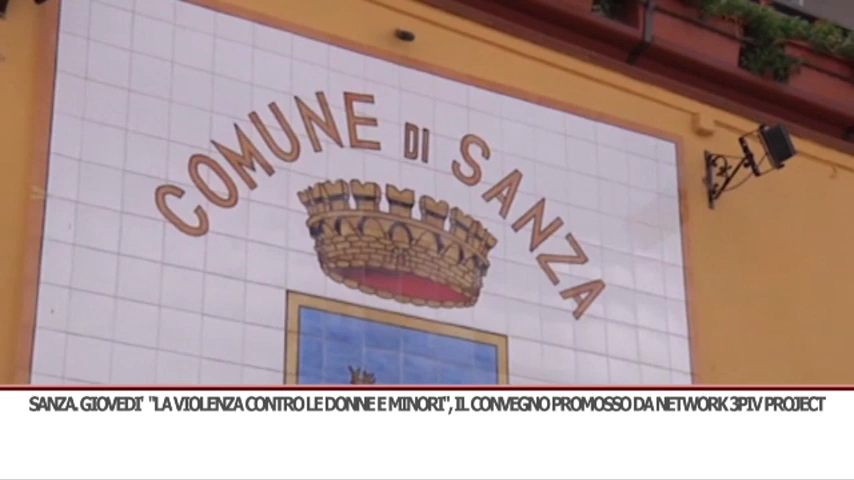 COMUNE DI SANZA
SANZA. GIOVEDI' "LA VIOLENZA CONTRO LE DONNE E MINORI", IL CONVEGNO PROMOSSO DA NETWORK 3PIV PROJECT